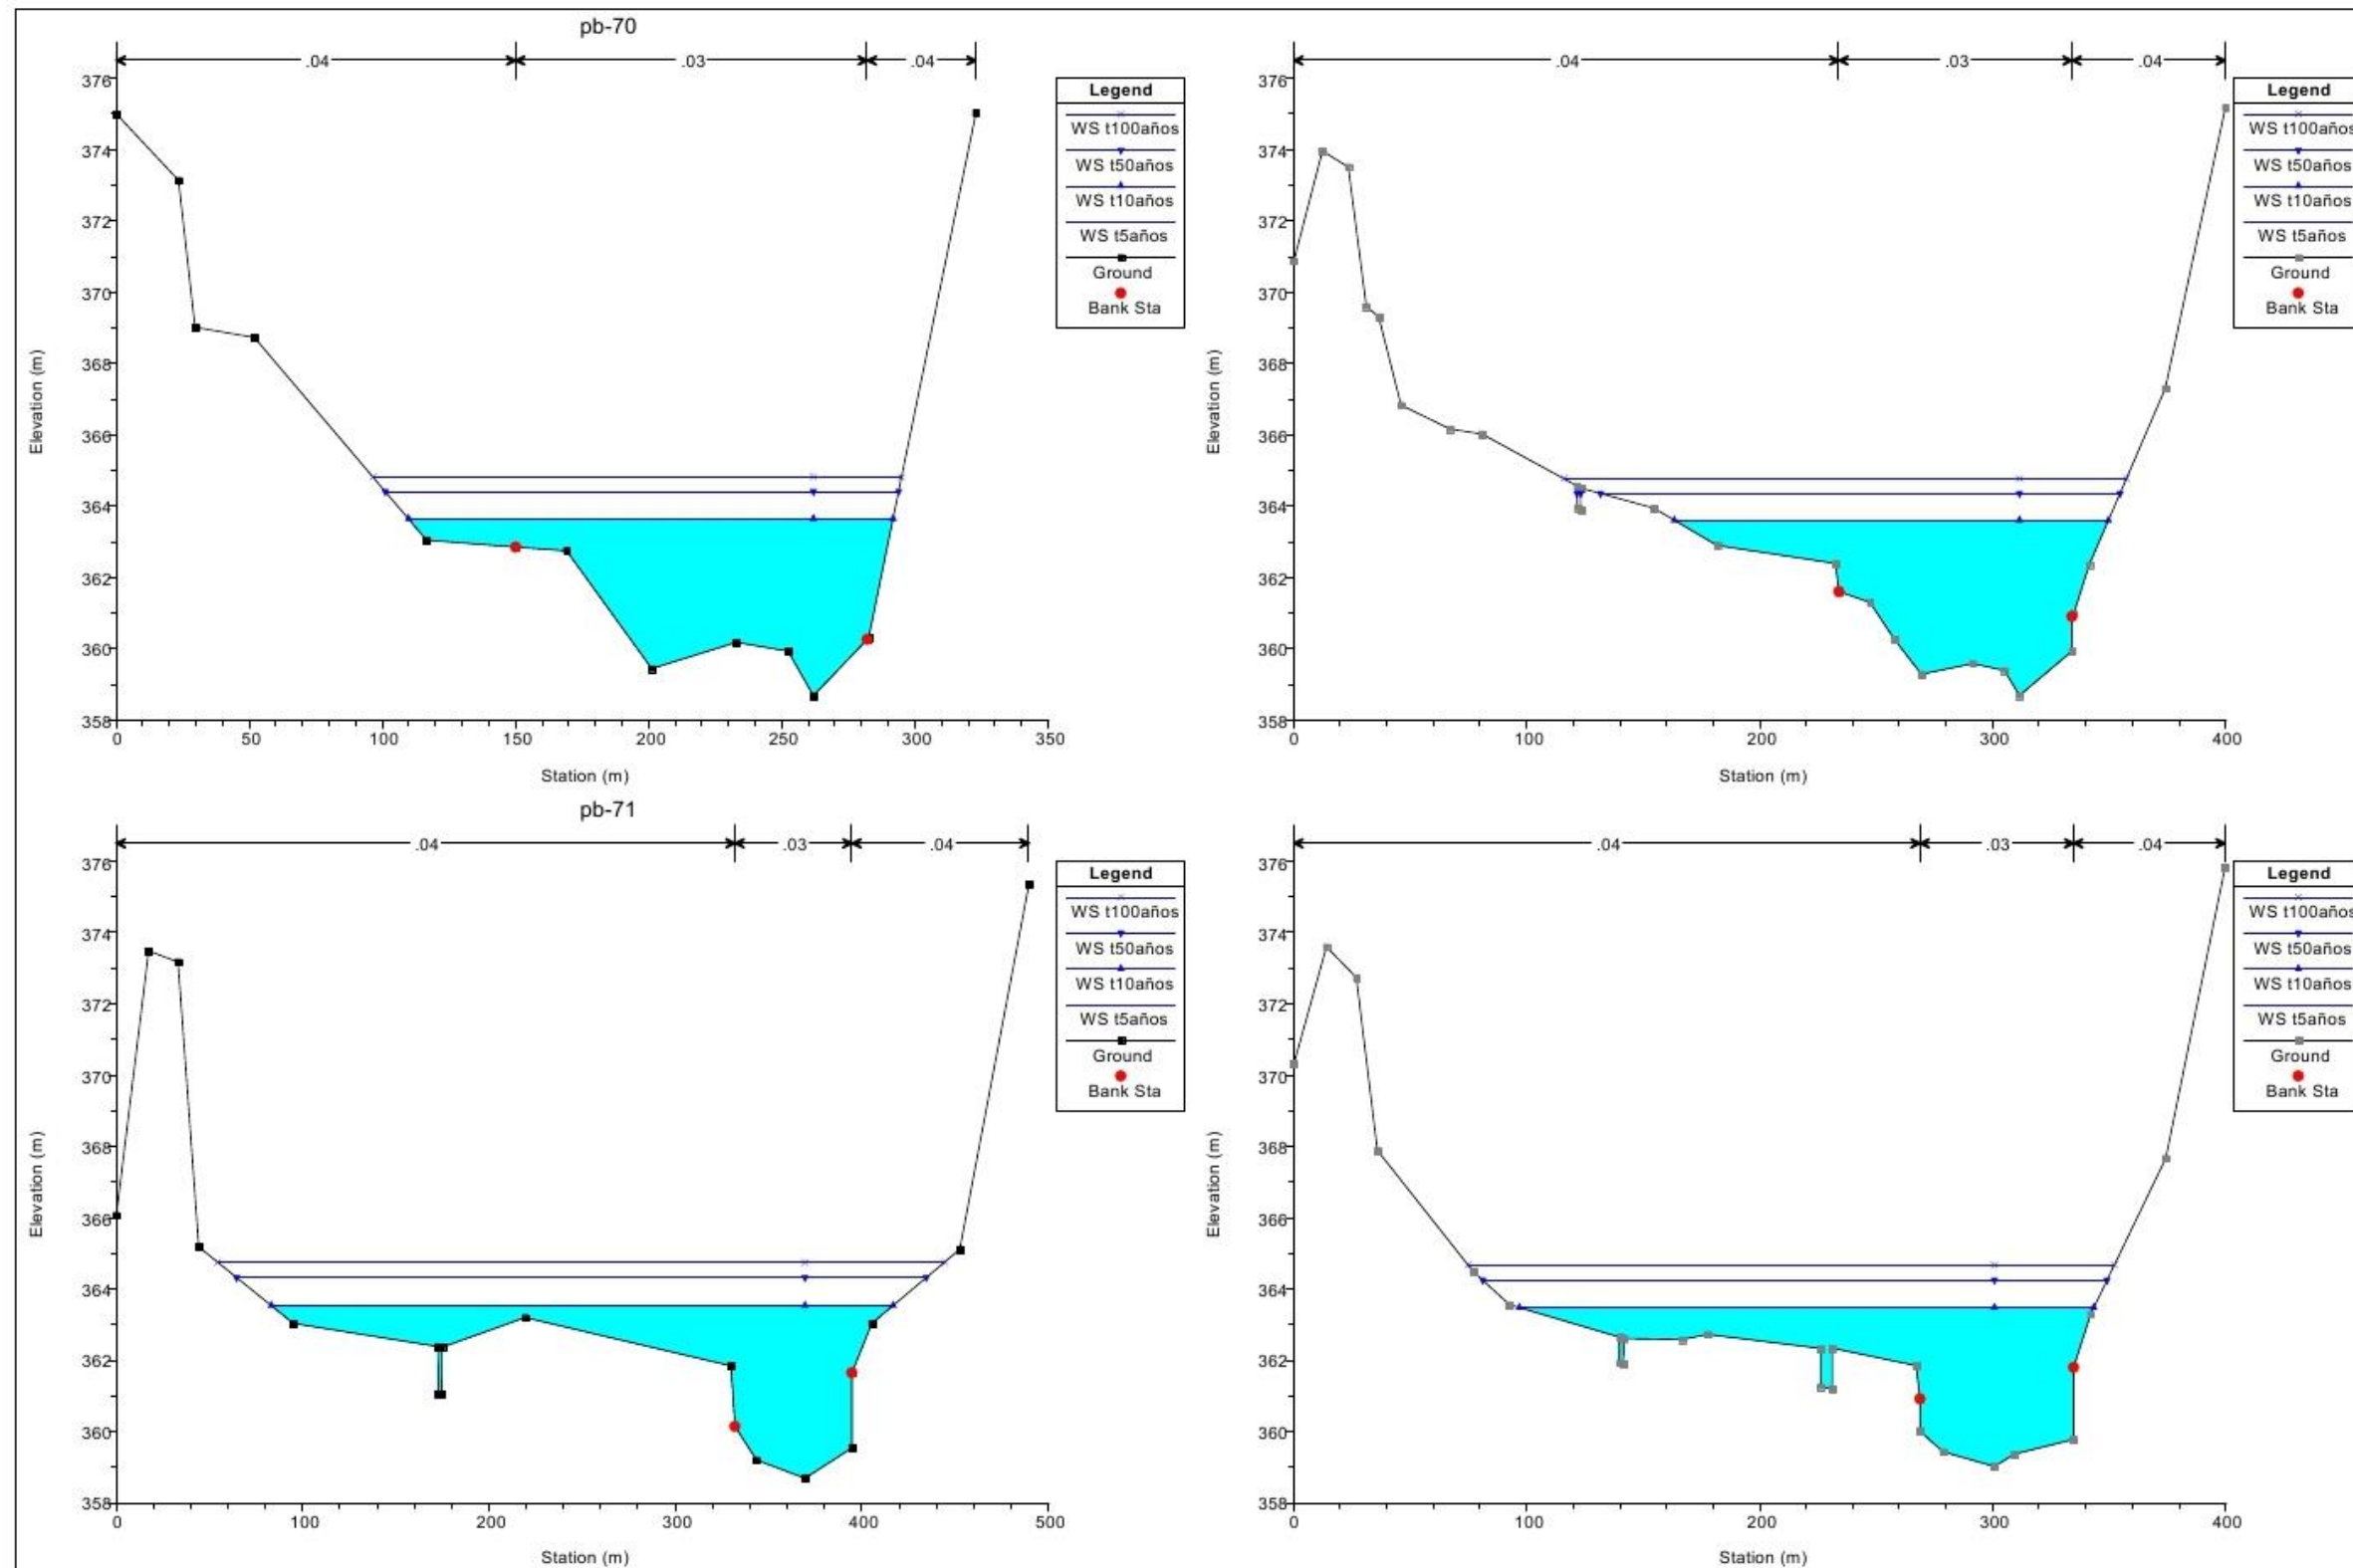 pb-70
.04 .03 .04
376
374
372
370
368
366
364
362
360
358
0 50 100 150 200 250 300 350
Elevation (m)
Station (m)
Legend
WS t100años
WS t50años
WS t10años
WS t5años
Ground
Bank Sta
.04 .03 .04
376
374
372
370
368
366
364
362
360
358
0 100 200 300 400
Elevation (m)
Station (m)
Legend
WS t100años
WS t50años
WS t10años
WS t5años
Ground
Bank Sta
pb-71
.04 .03 .04
376
374
372
370
368
366
364
362
360
358
0 100 200 300 400 500
Elevation (m)
Station (m)
Legend
WS t100años
WS t50años
WS t10años
WS t5años
Ground
Bank Sta
.04 .03 .04
376
374
372
370
368
366
364
362
360
358
0 100 200 300 400
Elevation (m)
Station (m)
Legend
WS t100años
WS t50años
WS t10años
WS t5años
Ground
Bank Sta